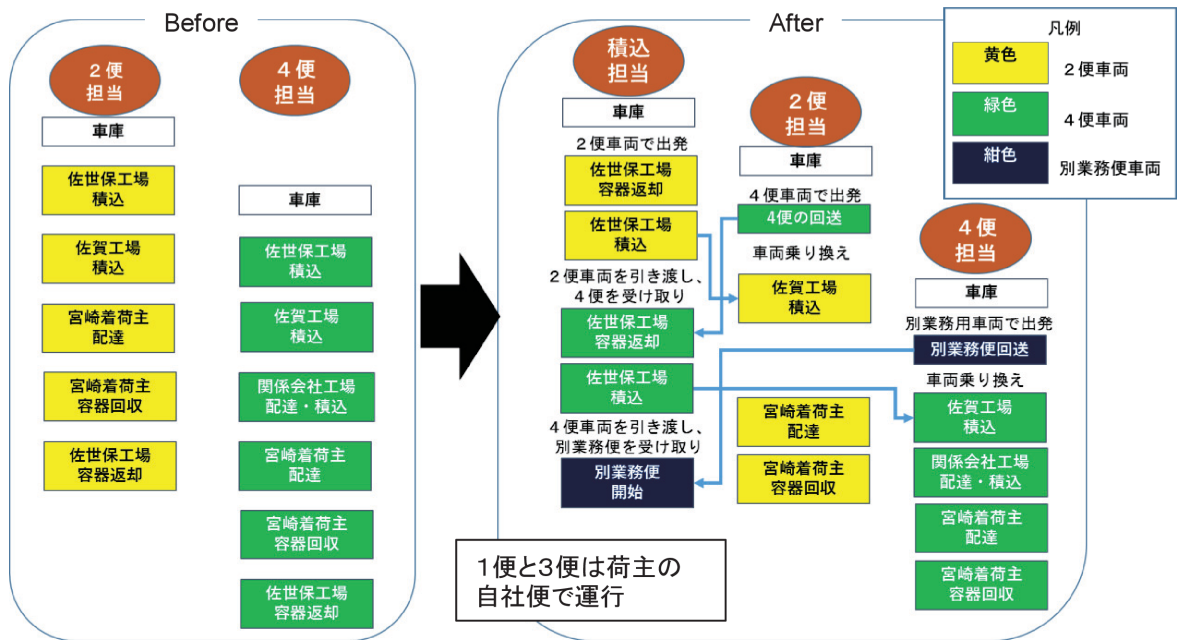 Before
2便
担当
車庫
佐世保工場
積込
佐賀工場
積込
宮崎着荷主
配達
宮崎着荷主
容器回収
佐世保工場
容器返却
4便
担当
車庫
佐世保工場
積込
佐賀工場
積込
関係会社工場
配達・積込
宮崎着荷主
配達
宮崎着荷主
容器回収
佐世保工場
容器返却
After
積込
担当
車庫
2便車両で出発
佐世保工場
容器返却
佐世保工場
積込
2便車両を引き渡し、
4便を受け取り
佐世保工場
容器返却
佐世保工場
積込
4便車両を引き渡し、
別業務便を受け取り
別業務便
開始
2便
担当
車庫
4便車両で出発
4便の回送
車両乗り換え
佐賀工場
積込
宮崎着荷主
配達
宮崎着荷主
容器回収
4便
担当
車庫
別業務用車両で出発
別業務便回送
車両乗り換え
佐賀工場
積込
関係会社工場
配達・積込
宮崎着荷主
配達
宮崎着荷主
容器回収
凡例
黄色
2便車両
緑色
4便車両
紺色
別業務便車両
1便と3便は荷主の
自社便で運行